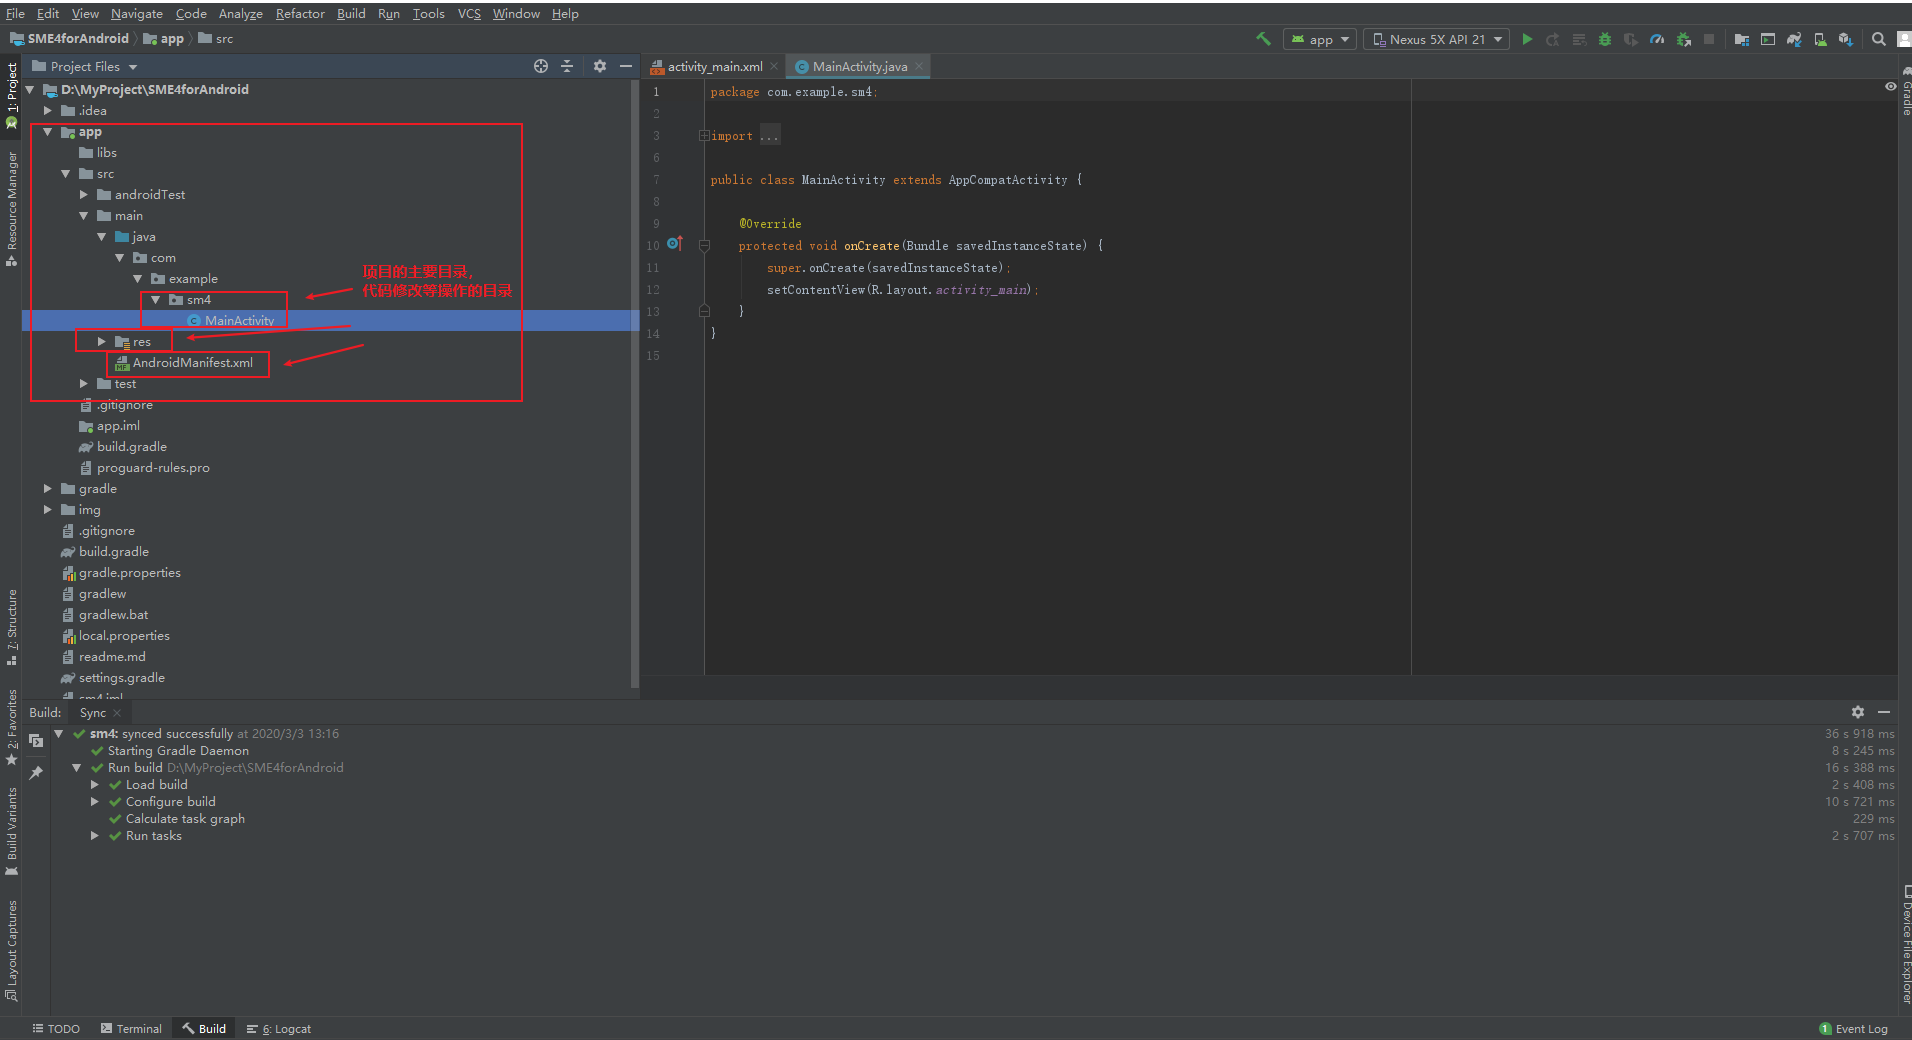 File Edit View Navigate Code Analyze Refactor Build Run Tools VCS Window Help
SME4forAndroid app src app Nexus 5X API 21
1: Project
Resource Manager
7: Structure
2: Favorites
Build Variants
Layout Captures
Project Files
D:\MyProject\SME4forAndroid
.idea
app
libs
src
androidTest
main
java
com
example
sm4
MainActivity
res
AndroidManifest.xml
test
.gitignore
app.iml
build.gradle
proguard-rules.pro
gradle
img
.gitignore
build.gradle
gradle.properties
gradlew
gradlew.bat
local.properties
readme.md
settings.gradle
sm4.iml
项目的主要目录，
代码修改等操作的目录
activity_main.xml MainActivity.java
1 package com.example.sm4;
2
3 import ...
6
7 public class MainActivity extends AppCompatActivity {
8
9 @Override
10 protected void onCreate(Bundle savedInstanceState) {
11 super.onCreate(savedInstanceState);
12 setContentView(R.layout.activity_main);
13 }
14 }
15
Gradle
Device File Explorer
Build: Sync
sm4: synced successfully at 2020/3/3 13:16 36 s 918 ms
Starting Gradle Daemon 8 s 245 ms
Run build D:\MyProject\SME4forAndroid 16 s 388 ms
Load build 2 s 408 ms
Configure build 10 s 721 ms
Calculate task graph 229 ms
Run tasks 2 s 707 ms
TODO Terminal Build 6: Logcat 1 Event Log